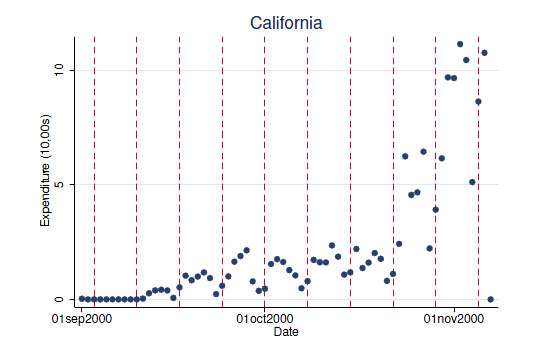 California
Expenditure (10,00s)
10
5
0
01sep2000 01oct2000 01nov2000
Date